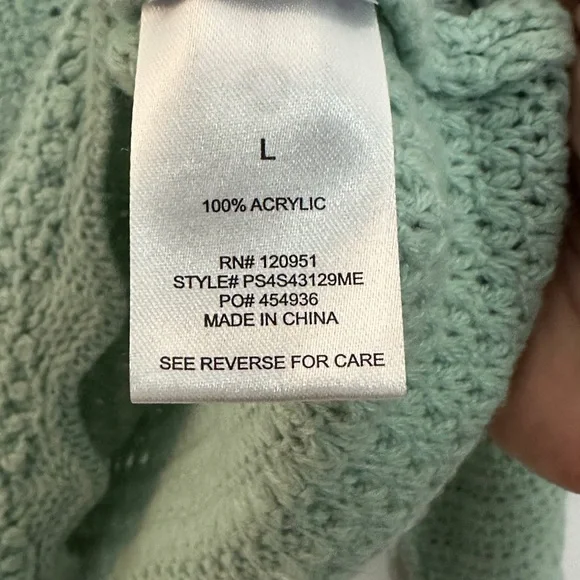 L
100% ACRYLIC
RN# 120951
STYLE# PS4S43129ME
PO# 454936
MADE IN CHINA
SEE REVERSE FOR CARE